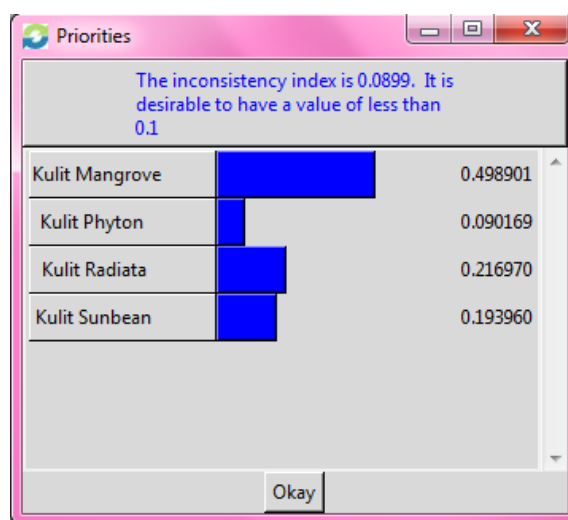 Priorities
The inconsistency index is 0.0899. It is
desirable to have a value of less than
0.1
Kulit Mangrove 0.498901
Kulit Phyton 0.090169
Kulit Radiata 0.216970
Kulit Sunbean 0.193960
Okay